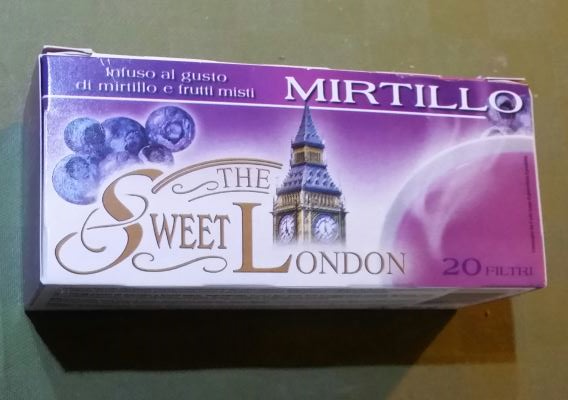 Infuso al gusto
di mirtillo e frutti misti
MIRTILLO
THE
SWEET LONDON
20 FILTRI